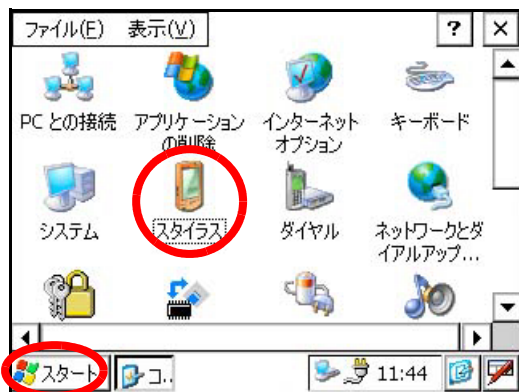 ファイル(F) 表示(V) ? ×
PC との接続
アプリケーション
の削除
インターネット
オプション
キーボード
システム
スタイラス
ダイヤル
ネットワークとダ
イアルアップ...
スタート コ.. 11:44